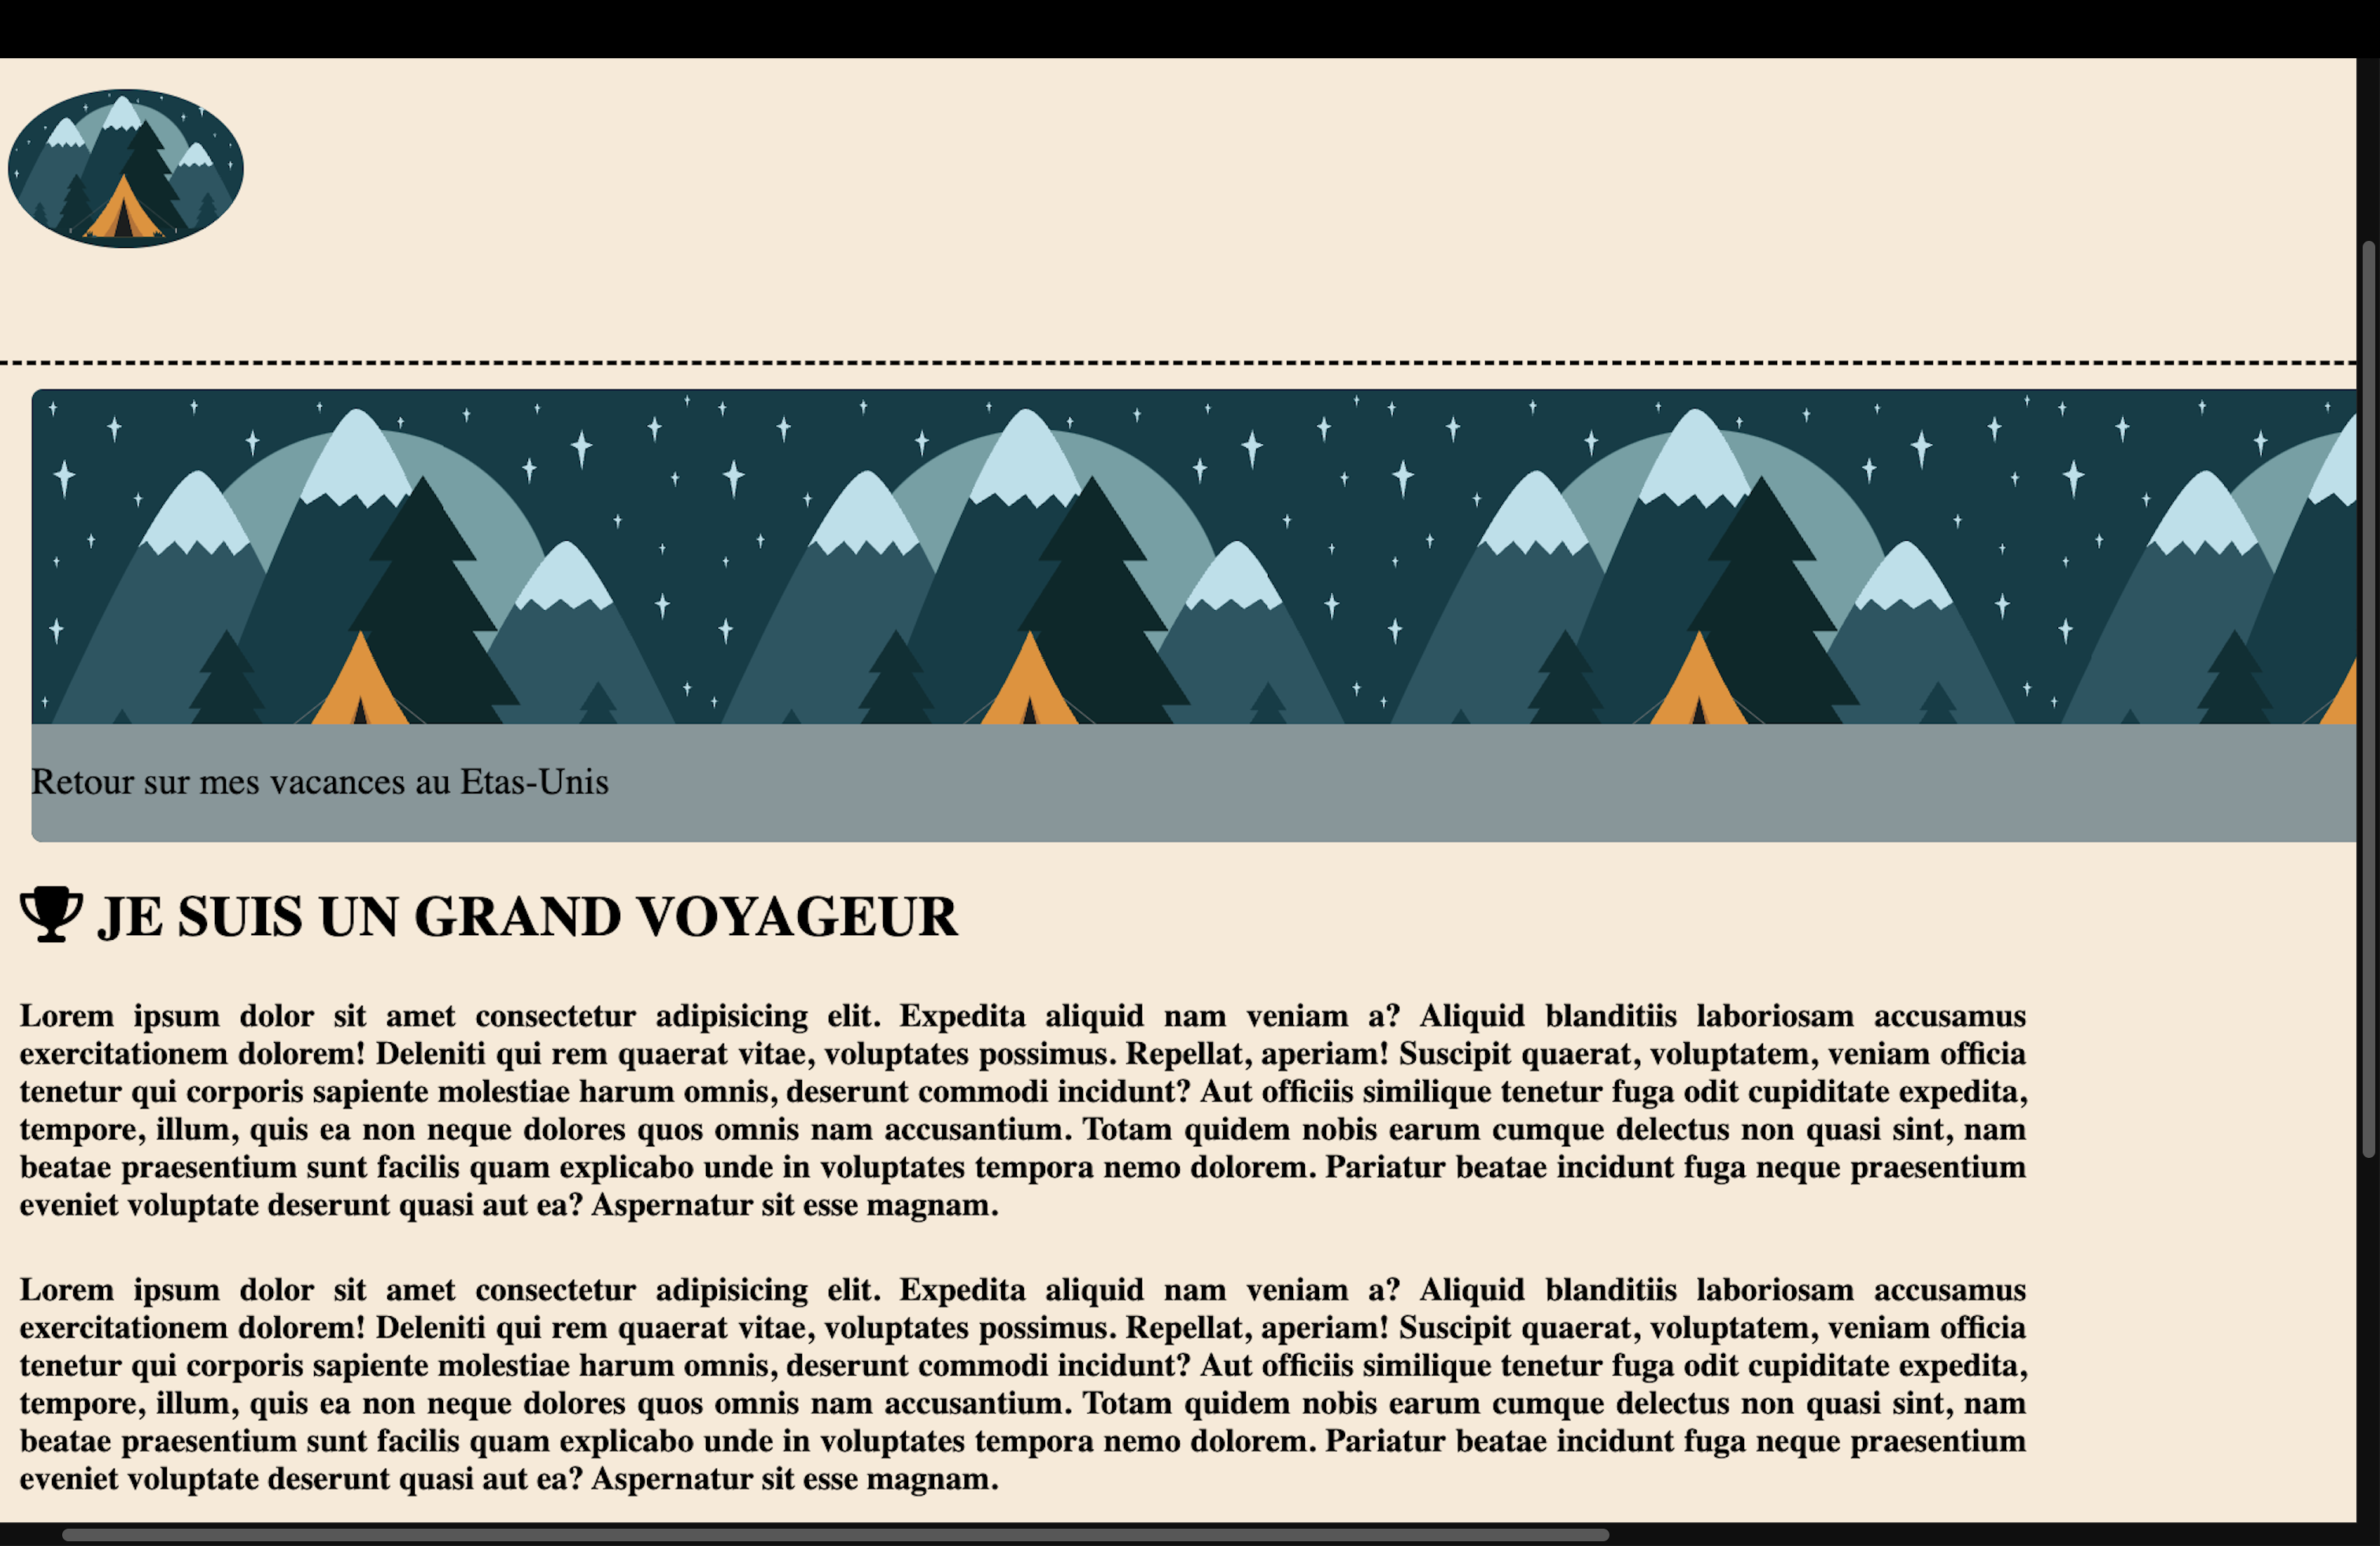 Retour sur mes vacances au Etas-Unis
JE SUIS UN GRAND VOYAGEUR
Lorem ipsum dolor sit amet consectetur adipisicing elit. Expedita aliquid nam veniam a? Aliquid blanditiis laboriosam accusamus
exercitationem dolorem! Deleniti qui rem quaerat vitae, voluptates possimus. Repellat, aperiam! Suscipit quaerat, voluptatem, veniam officia
tenetur qui corporis sapiente molestiae harum omnis, deserunt commodi incidunt? Aut officiis similique tenetur fuga odit cupiditate expedita,
tempore, illum, quis ea non neque dolores quos omnis nam accusantium. Totam quidem nobis earum cumque delectus non quasi sint, nam
beatae praesentium sunt facilis quam explicabo unde in voluptates tempora nemo dolorem. Pariatur beatae incidunt fuga neque praesentium
eveniet voluptate deserunt quasi aut ea? Aspernatur sit esse magnam.
Lorem ipsum dolor sit amet consectetur adipisicing elit. Expedita aliquid nam veniam a? Aliquid blanditiis laboriosam accusamus
exercitationem dolorem! Deleniti qui rem quaerat vitae, voluptates possimus. Repellat, aperiam! Suscipit quaerat, voluptatem, veniam officia
tenetur qui corporis sapiente molestiae harum omnis, deserunt commodi incidunt? Aut officiis similique tenetur fuga odit cupiditate expedita,
tempore, illum, quis ea non neque dolores quos omnis nam accusantium. Totam quidem nobis earum cumque delectus non quasi sint, nam
beatae praesentium sunt facilis quam explicabo unde in voluptates tempora nemo dolorem. Pariatur beatae incidunt fuga neque praesentium
eveniet voluptate deserunt quasi aut ea? Aspernatur sit esse magnam.